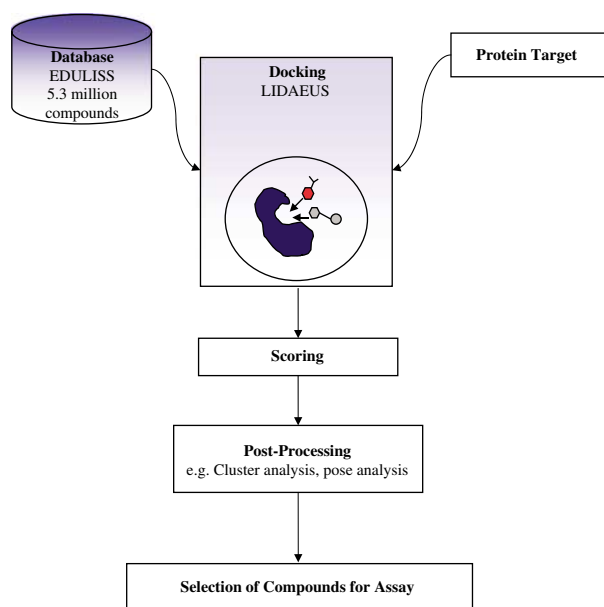 Database
EDULISS
5.3 million
compounds
Docking
LIDAEUS
Protein Target
Scoring
Post-Processing
e.g. Cluster analysis, pose analysis
Selection of Compounds for Assay